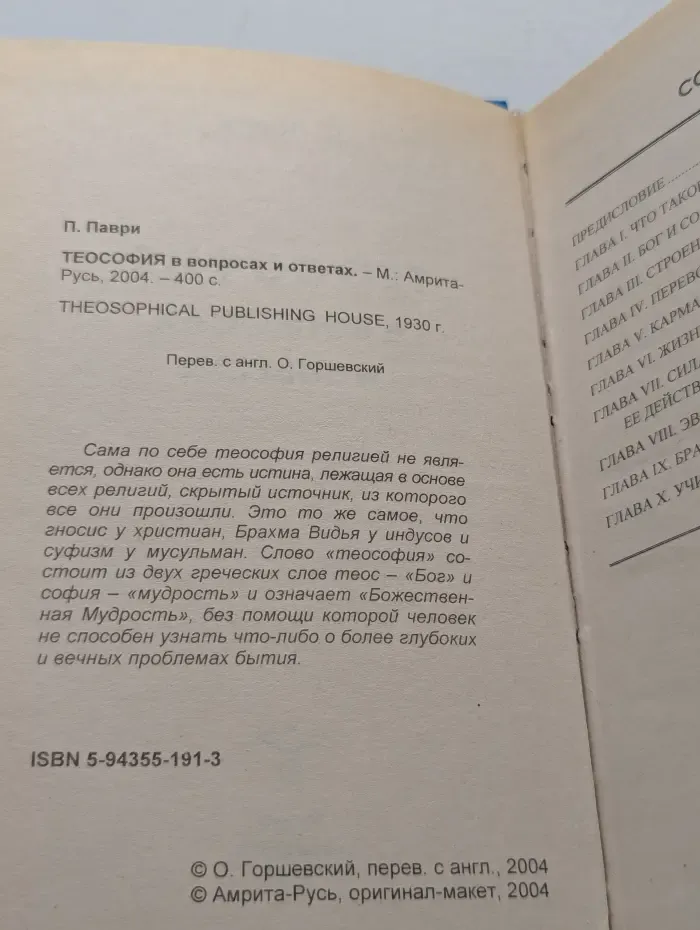 П. Паври
ТЕОСОФИЯ в вопросах и ответах. – М.: Амрита-
Русь, 2004. – 400 с.
THEOSOPHICAL PUBLISHING HOUSE, 1930 г.
Перев. с англ. О. Горшевский
Сама по себе теософия религией не явля-
ется, однако она есть истина, лежащая в основе
всех религий, скрытый источник, из которого
все они произошли. Это то же самое, что
гносис у христиан, Брахма Видья у индусов и
суфизм у мусульман. Слово «теософия» со-
стоит из двух греческих слов теос – «Бог» и
софия – «мудрость» и означает «Божествен-
ная Мудрость», без помощи которой человек
не способен узнать что-либо о более глубоких
и вечных проблемах бытия.
ISBN 5-94355-191-3
© О. Горшевский, перев. с англ., 2004
© Амрита-Русь, оригинал-макет, 2004
ПРЕДИСЛОВИЕ
ГЛАВА I. ЧТО
ГЛАВА II. БОГ И
ГЛАВА III.
ГЛАВА IV.
ГЛАВА V. КАРМА
ГЛАВА VI.
ГЛАВА VII.
ЕЕ
ГЛАВА VIII.
ГЛАВА IX.
ГЛАВА X.